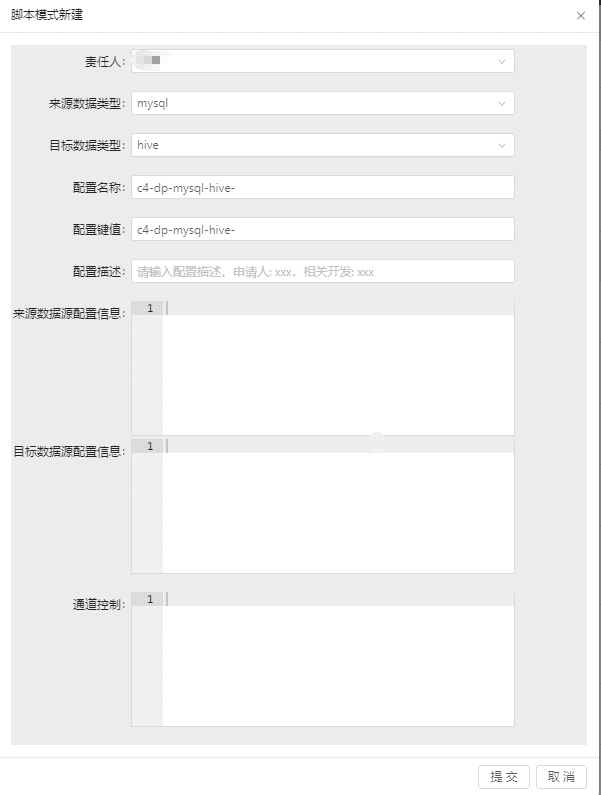 脚本模式新建
责任人:
来源数据类型: mysql
目标数据类型: hive
配置名称: c4-dp-mysql-hive-
配置键值: c4-dp-mysql-hive-
配置描述: 请输入配置描述，申请人: xxx，相关开发: xxx
来源数据源配置信息: 1
目标数据源配置信息: 1
通道控制: 1
提 交 取 消